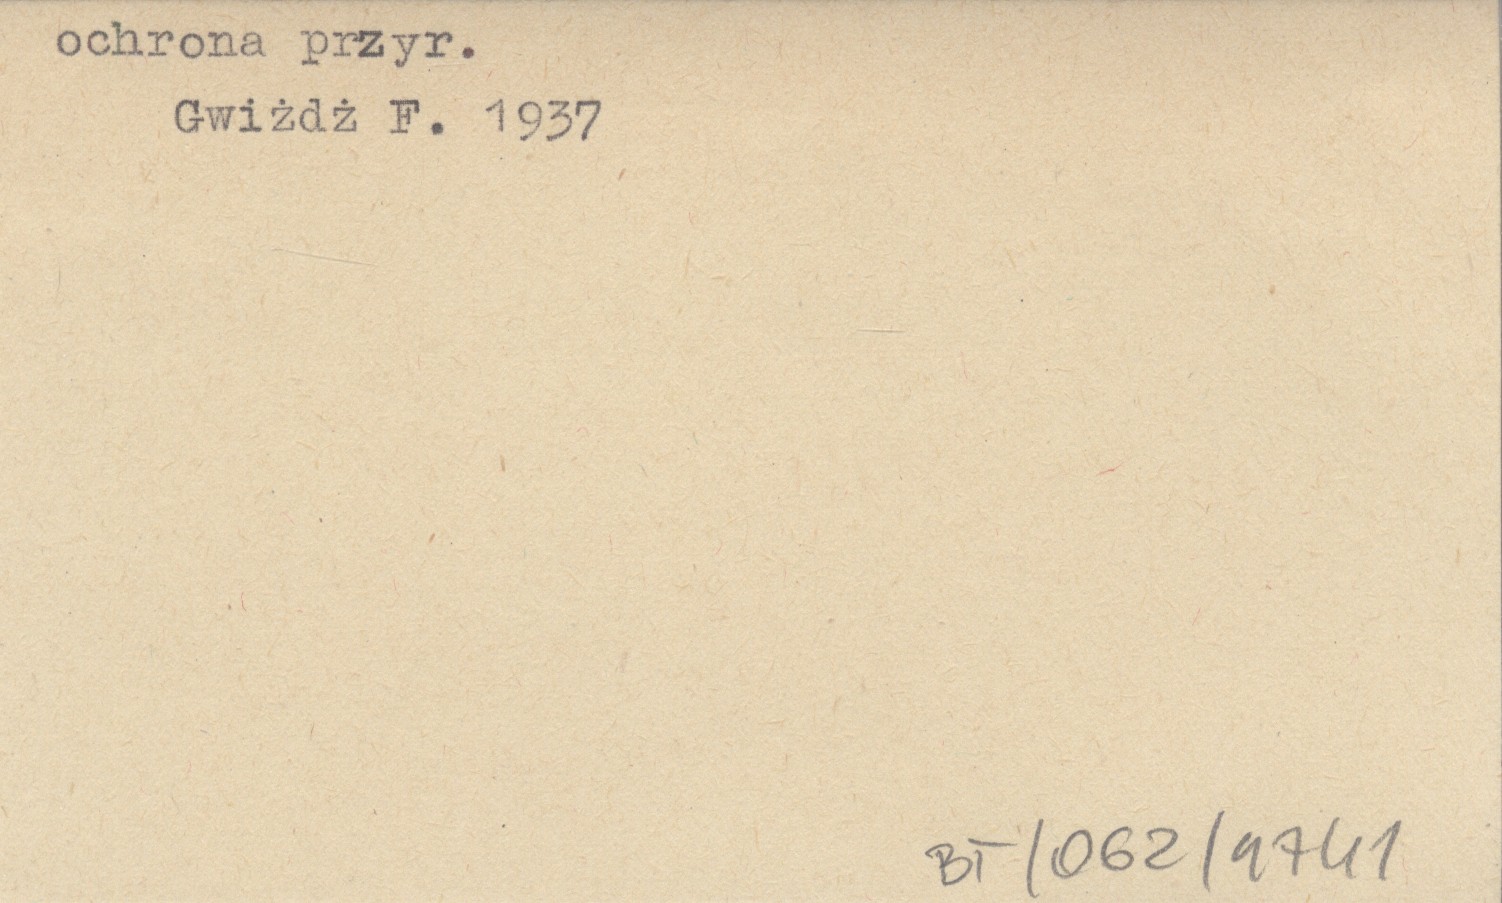 ochrona przyr.
Gwiżdż F. 1937
BT/062/9741